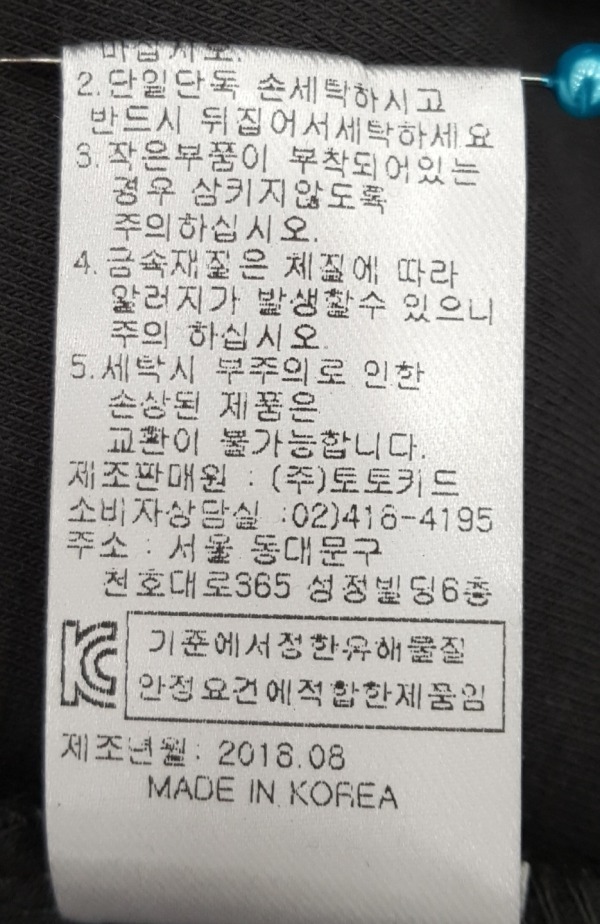 마십시오.
2.단일단독 손세탁하시고
반드시 뒤집어서세탁하세요
3.작은부품이 부착되어있는
경우 삼키지않도록
주의하십시오.
4.금속재질은 체질에 따라
알러지가 발생할수 있으니
주의 하십시오.
5.세탁시 부주의로 인한
손상된 제품은
교환이 불가능합니다.
제조판매원 : (주)토토키드
소비자상담실 :02)416-4195
주소 : 서울 동대문구
천호대로365 성정빌딩6층
기준에서정한유해물질
안정요건에적합한제품임
제조년월: 2018.08
MADE IN KOREA